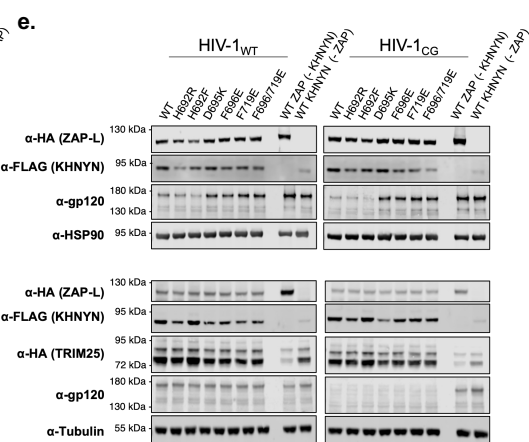 e.
HIV-1WT
HIV-1CG
WT
H692R
H692F
D695K
F696E
F719E
F696/719E
WT ZAP (- KHNYN)
WT KHNYN (- ZAP)
WT
H692R
H692F
D695K
F696E
F719E
F696/719E
WT ZAP (- KHNYN)
WT KHNYN (- ZAP)
α-HA (ZAP-L)
130 kDa
α-FLAG (KHNYN)
95 kDa
α-gp120
180 kDa
130 kDa
α-HSP90
95 kDa
α-HA (ZAP-L)
130 kDa
α-FLAG (KHNYN)
95 kDa
α-HA (TRIM25)
95 kDa
72 kDa
α-gp120
180 kDa
130 kDa
α-Tubulin
55 kDa